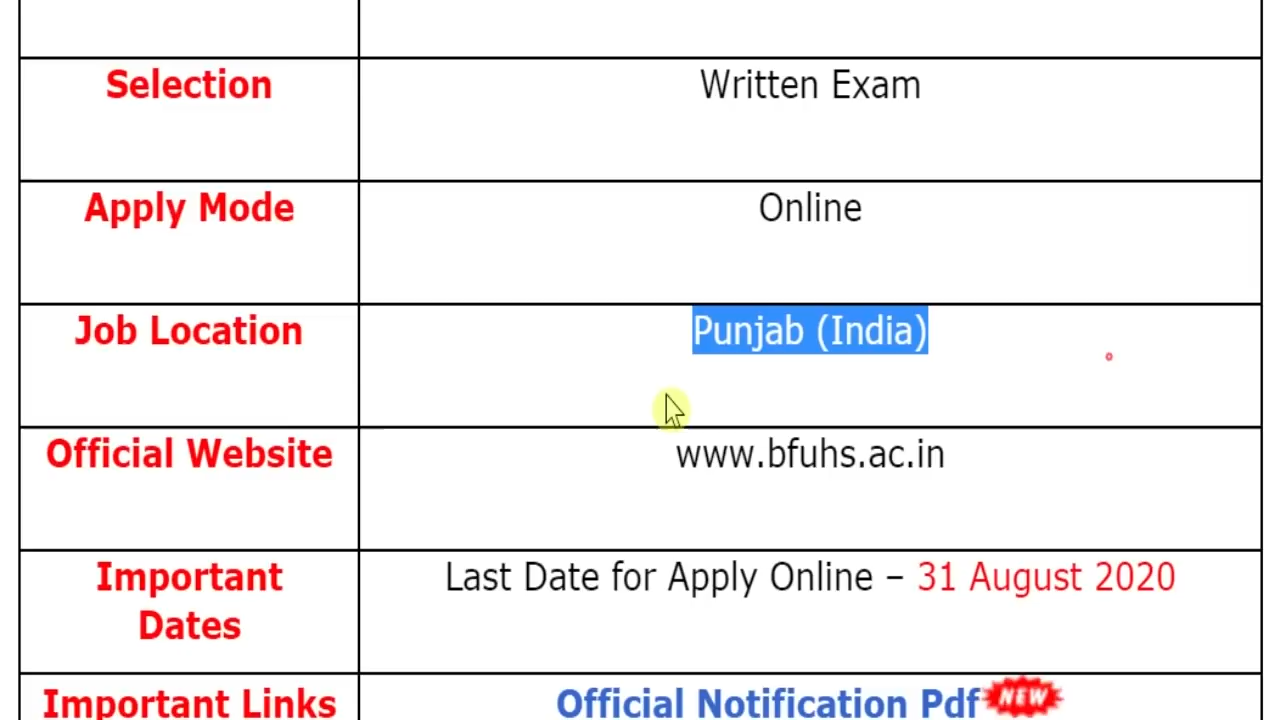 Selection Written Exam
Apply Mode Online
Job Location Punjab (India)
Official Website www.bfuhs.ac.in
Important Last Date for Apply Online – 31 August 2020
Dates
Important Links Official Notification Pdf NEW